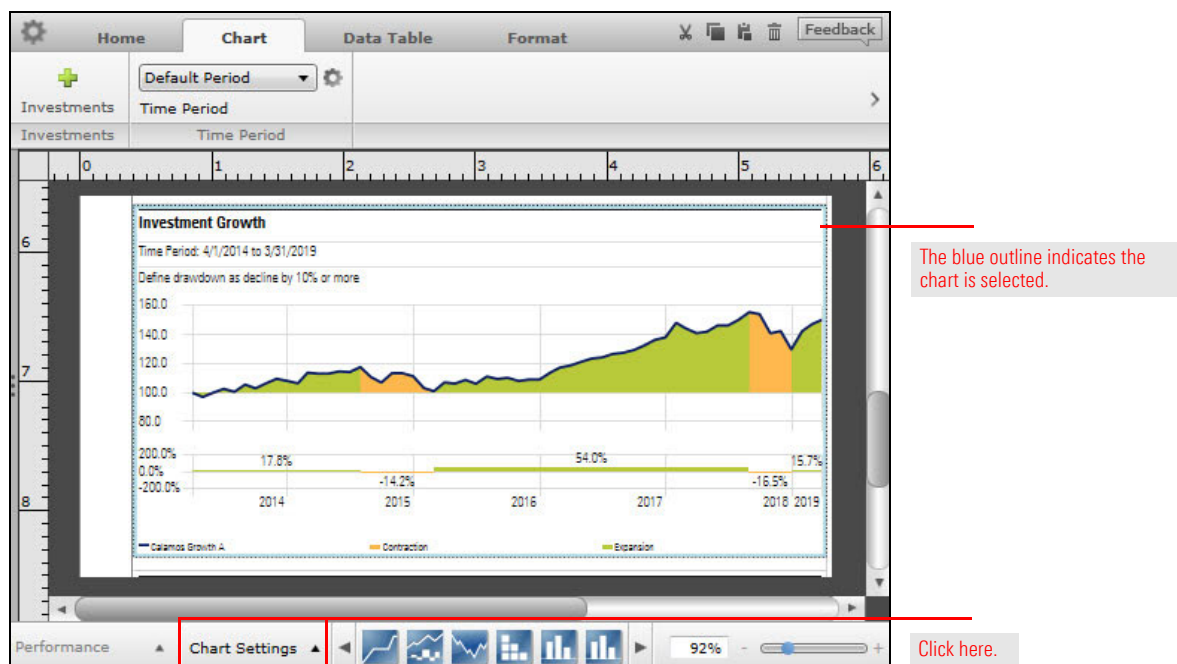 Home Chart Data Table Format Feedback
Default Period
Investments Time Period
Investments Time Period
0 1 2 3 4 5 6
Investment Growth
Time Period: 4/1/2014 to 3/31/2019
6
The blue outline indicates the
chart is selected.
Define drawdown as decline by 10% or more
160.0
140.0
120.0
7
100.0
80.0
200.0%
17.8% 54.0% 15.7%
0.0%
-14.2% -16.5%
-200.0%
8
2014 2015 2016 2017 2018 2019
Calamos Growth A Contraction Expansion
Performance Chart Settings 92% - +
Click here.